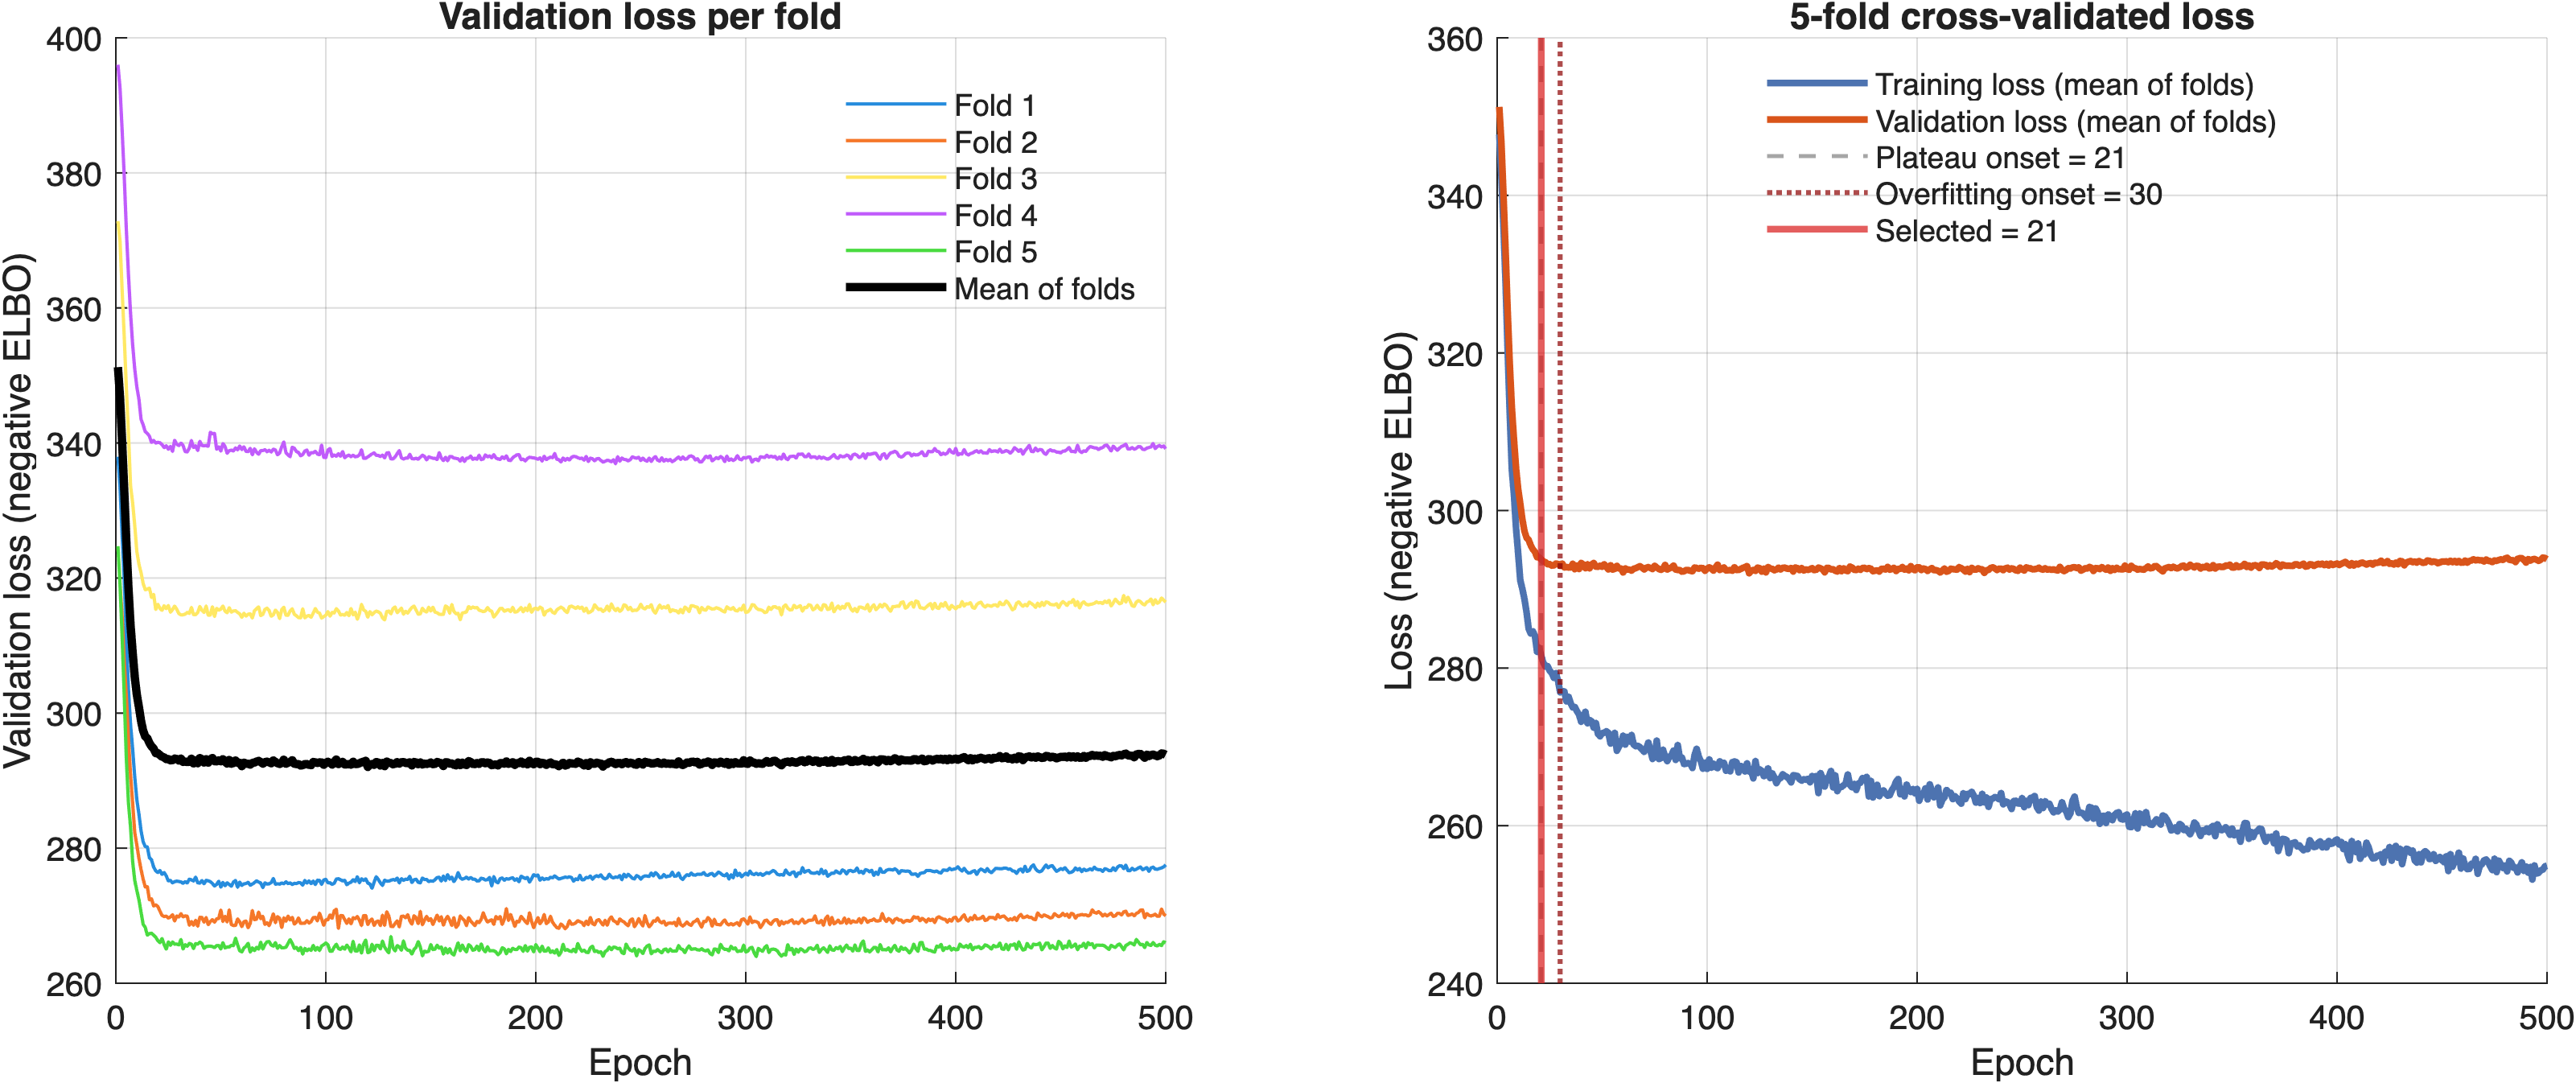 Validation loss per fold
400
380
360
340
320
300
280
260
0
100
200
300
400
500
Validation loss (negative ELBO)
Epoch
Fold 1
Fold 2
Fold 3
Fold 4
Fold 5
Mean of folds
5-fold cross-validated loss
360
340
320
300
280
260
240
0
100
200
300
400
500
Loss (negative ELBO)
Epoch
Training loss (mean of folds)
Validation loss (mean of folds)
Plateau onset = 21
Overfitting onset = 30
Selected = 21